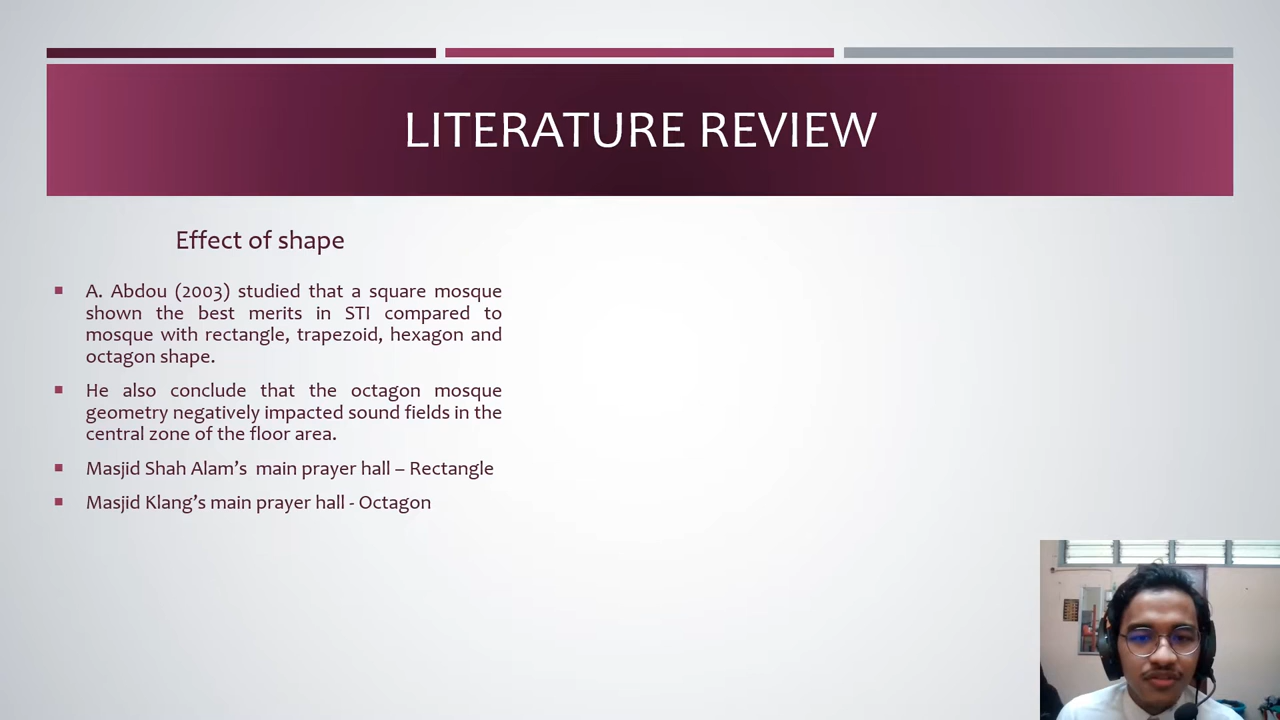 LITERATURE REVIEW
Effect of shape
A. Abdou (2003) studied that a square mosque
shown the best merits in STI compared to
mosque with rectangle, trapezoid, hexagon and
octagon shape.
He also conclude that the octagon mosque
geometry negatively impacted sound fields in the
central zone of the floor area.
Masjid Shah Alam’s  main prayer hall – Rectangle
Masjid Klang’s main prayer hall - Octagon